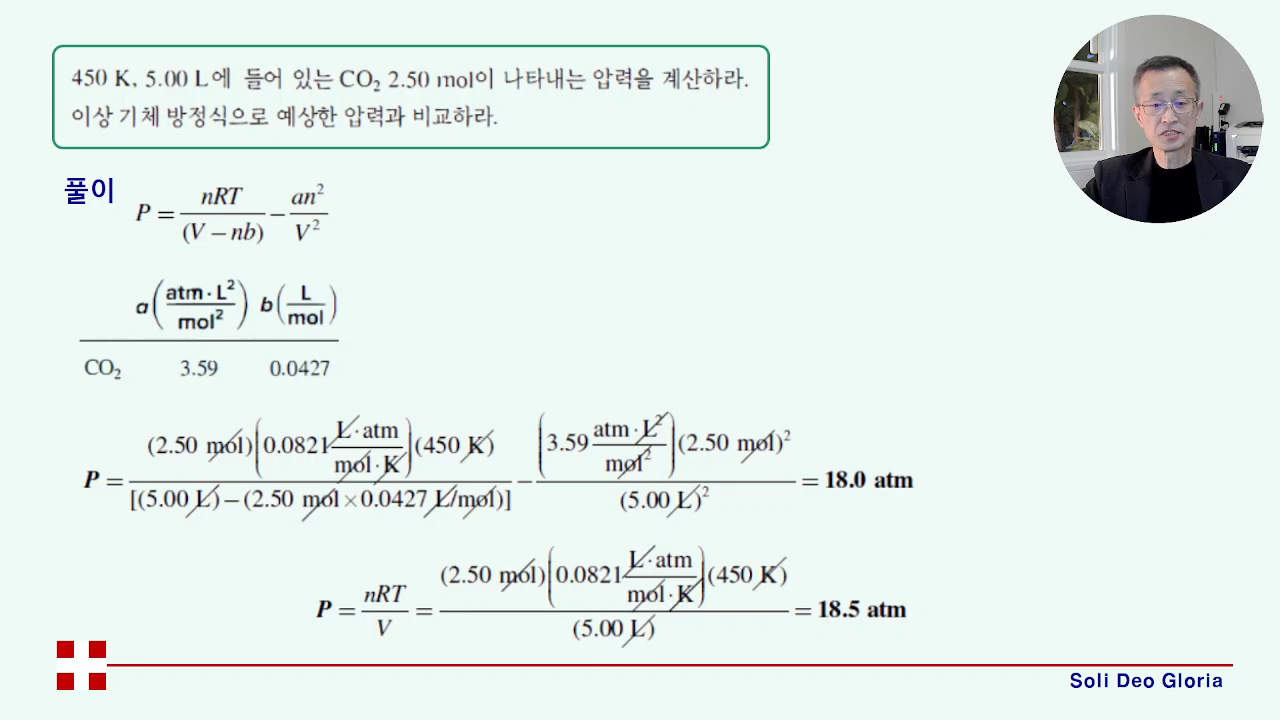 450 K, 5.00 L에 들어 있는 CO₂ 2.50 mol이 나타내는 압력을 계산하라.
이상 기체 방정식으로 예상한 압력과 비교하라.
풀이
P = nRT/(V − nb) − an²/V²
a(atm·L²/mol²) b(L/mol)
CO₂ 3.59 0.0427
P = (2.50 mol)(0.0821 L·atm/mol·K)(450 K)/[(5.00 L) − (2.50 mol × 0.0427 L/mol)] − (3.59 atm·L²/mol²)(2.50 mol)²/(5.00 L)² = 18.0 atm
P = nRT/V = (2.50 mol)(0.0821 L·atm/mol·K)(450 K)/(5.00 L) = 18.5 atm
Soli Deo Gloria